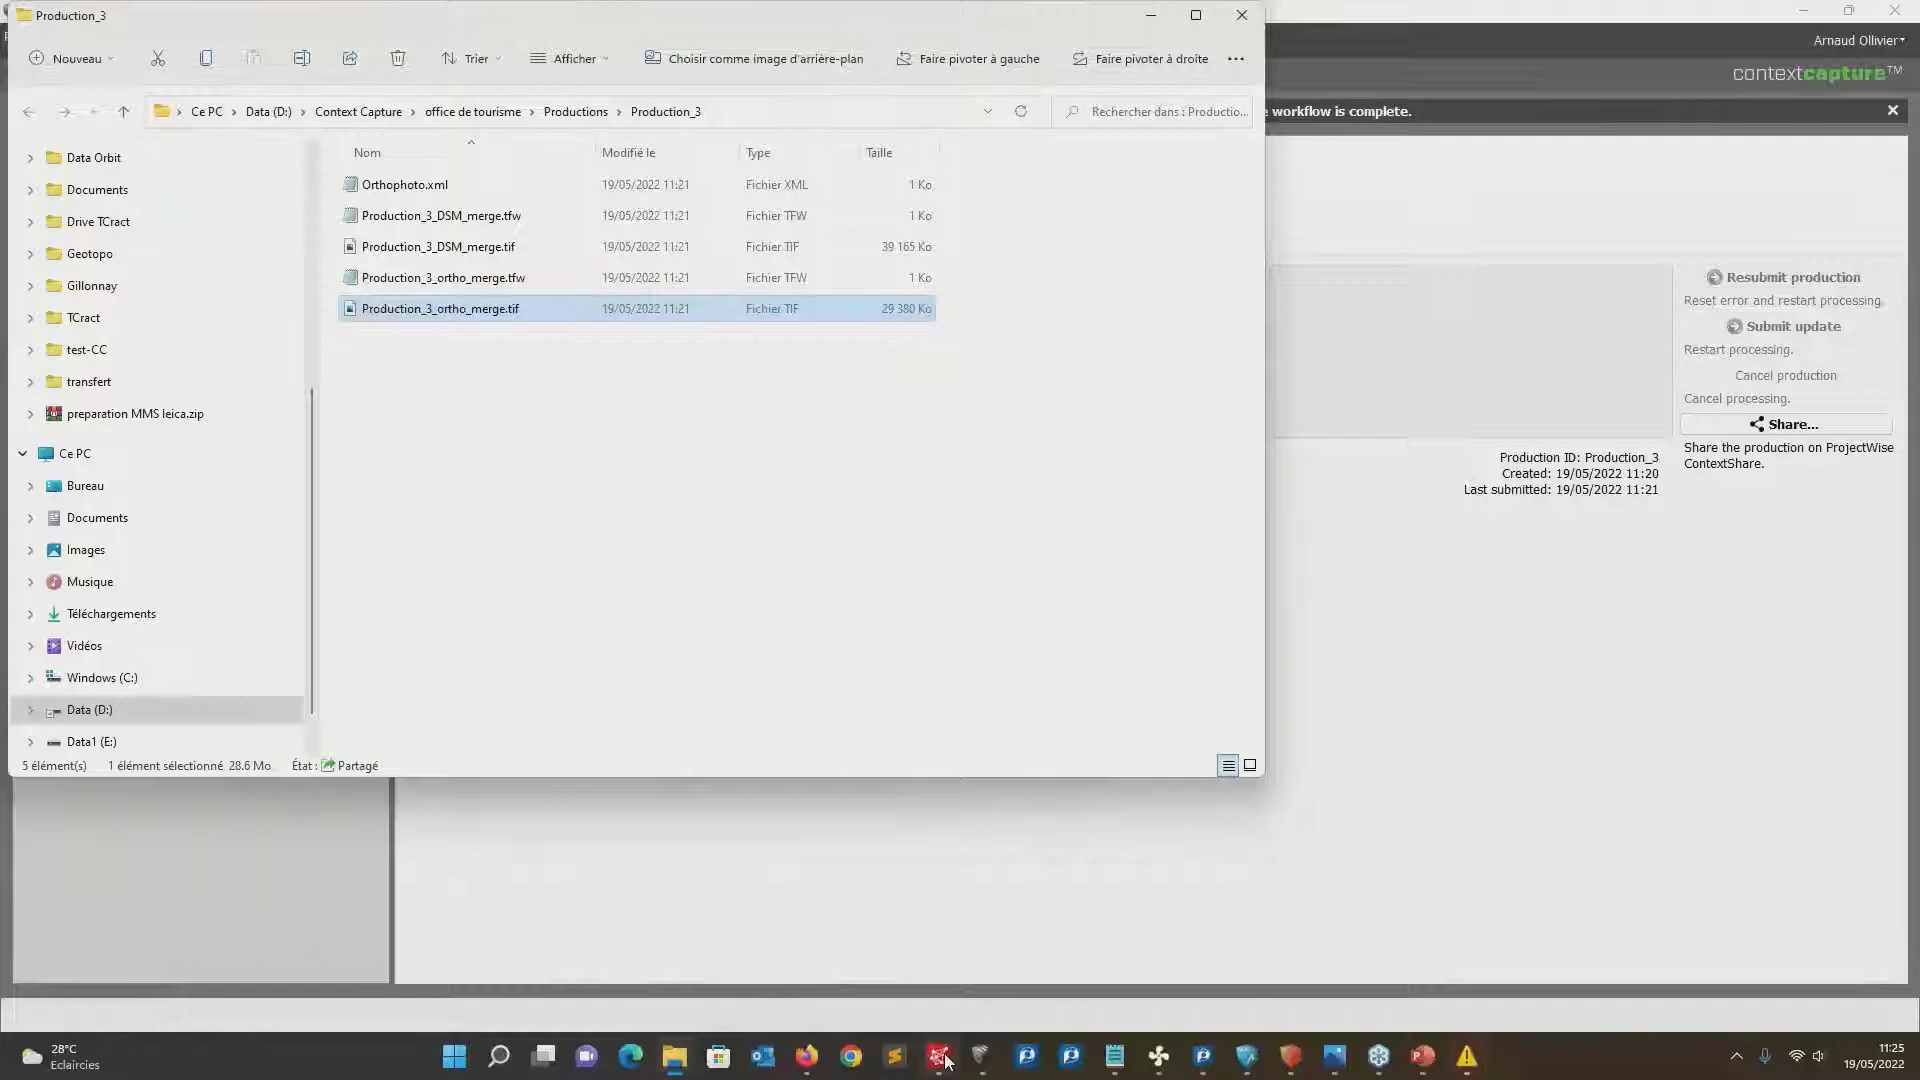 Production_3
Arnaud Ollivier
Nouveau
Trier
Afficher
Choisir comme image d'arrière-plan
Faire pivoter à gauche
Faire pivoter à droite
contextcapture™
Ce PC > Data (D:) > Context Capture > office de tourisme > Productions > Production_3
Rechercher dans : Productio...
workflow is complete.
Nom Modifié le Type Taille
Orthophoto.xml 19/05/2022 11:21 Fichier XML 1 Ko
Production_3_DSM_merge.tfw 19/05/2022 11:21 Fichier TFW 1 Ko
Production_3_DSM_merge.tif 19/05/2022 11:21 Fichier TIF 39 165 Ko
Production_3_ortho_merge.tfw 19/05/2022 11:21 Fichier TFW 1 Ko
Production_3_ortho_merge.tif 19/05/2022 11:21 Fichier TIF 29 380 Ko
Data Orbit
Documents
Drive TCract
Geotopo
Gillonnay
TCract
test-CC
transfert
preparation MMS leica.zip
Ce PC
Bureau
Documents
Images
Musique
Téléchargements
Vidéos
Windows (C:)
Data (D:)
Data1 (E:)
5 élément(s) 1 élément sélectionné 28.6 Mo État : Partagé
Resubmit production
Reset error and restart processing.
Submit update
Restart processing.
Cancel production
Cancel processing.
Share...
Share the production on ProjectWise
ContextShare.
Production ID: Production_3
Created: 19/05/2022 11:20
Last submitted: 19/05/2022 11:21
28°C
Eclaircies
11:25
19/05/2022